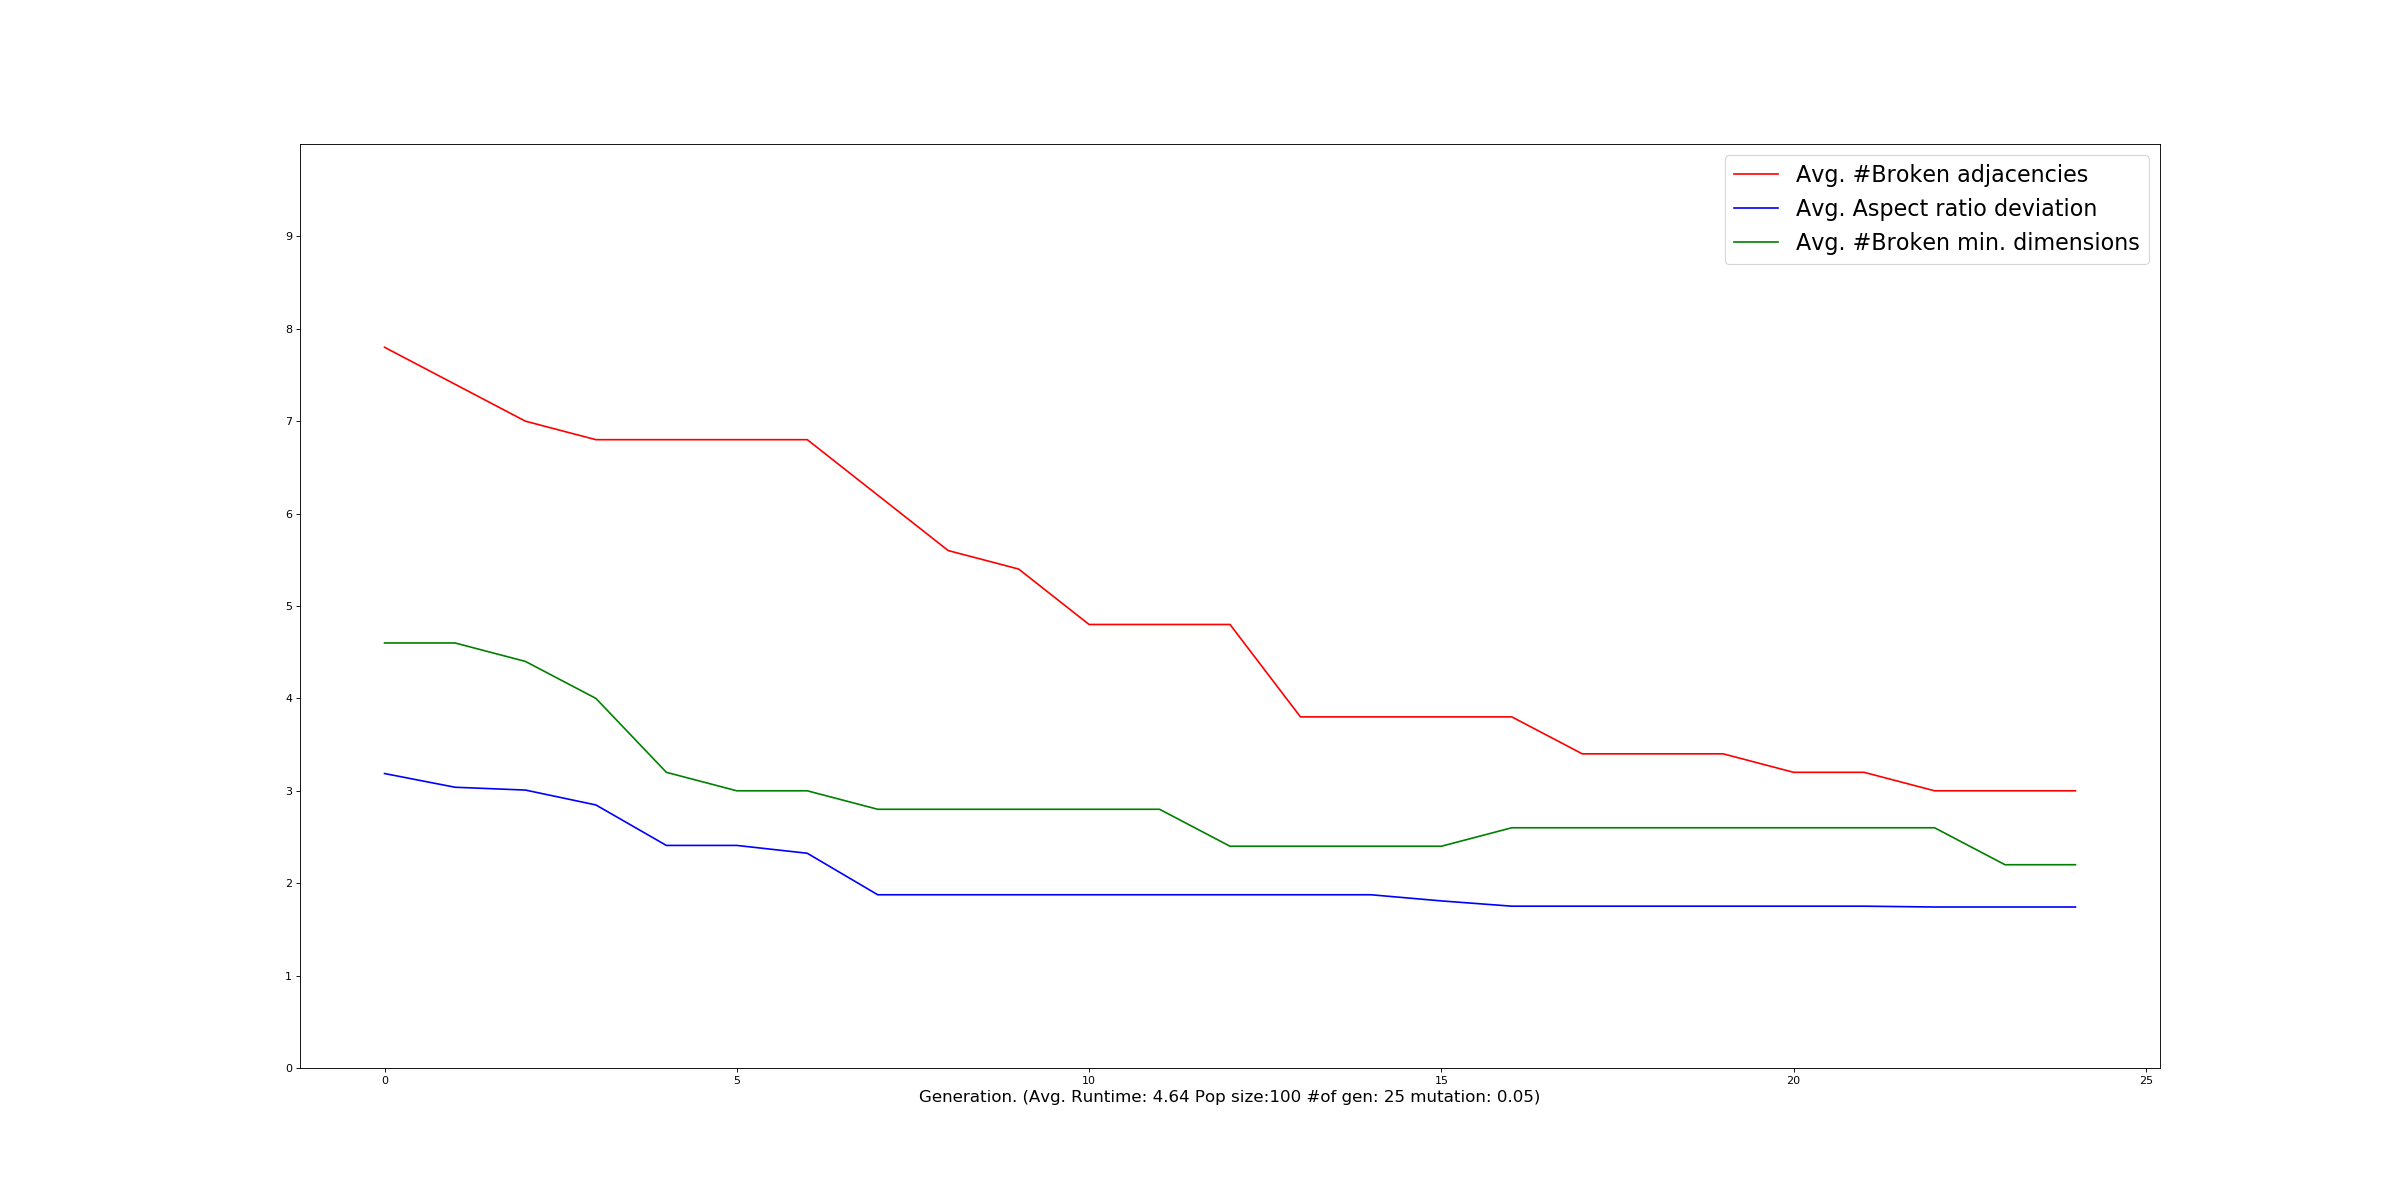 Avg. #Broken adjacencies
Avg. Aspect ratio deviation
Avg. #Broken min. dimensions
9
8
7
6
5
4
3
2
1
0
0 5 10 15 20 25
Generation. (Avg. Runtime: 4.64 Pop size:100 #of gen: 25 mutation: 0.05)